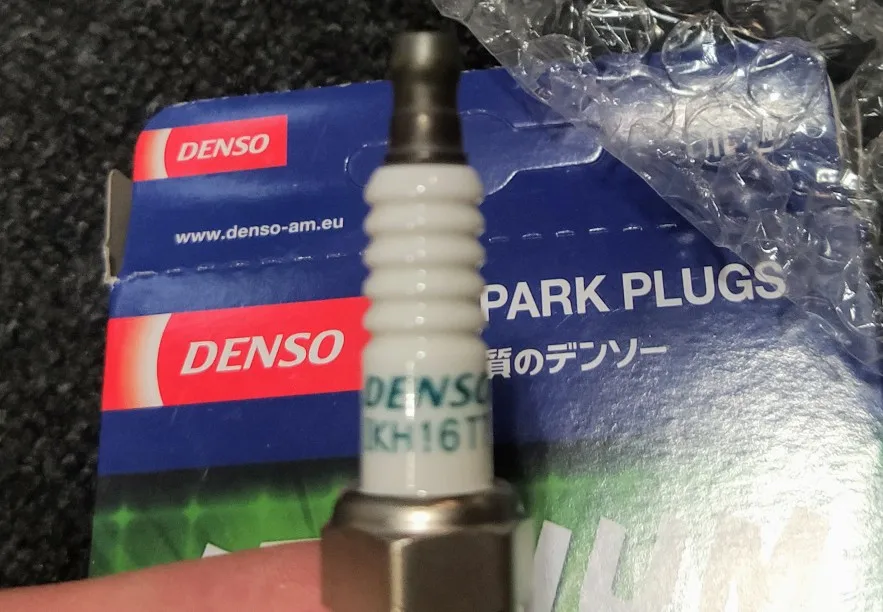 DENSO
www.denso-am.eu
PARK PLUGS
DENSO
質のデンソー
DENSO
KH16T